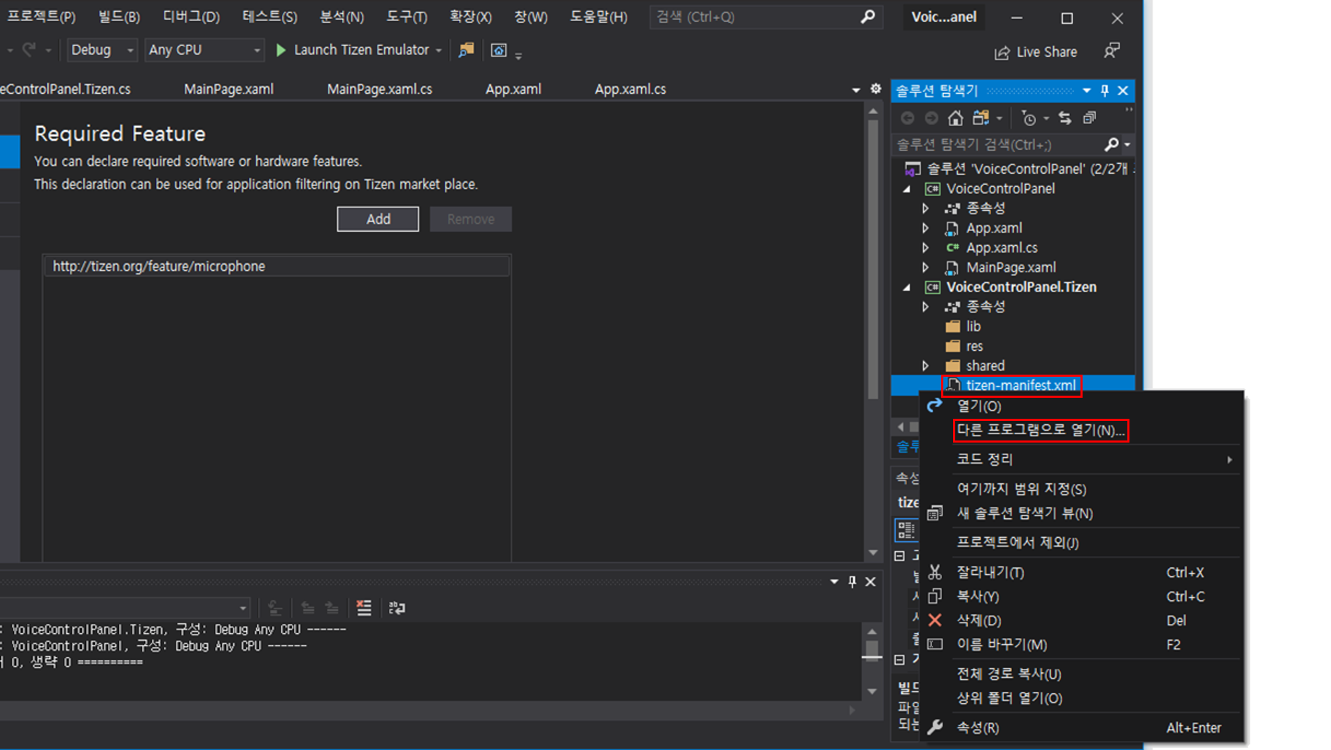 프로젝트(P) 빌드(B) 디버그(D) 테스트(S) 분석(N) 도구(T) 확장(X) 창(W) 도움말(H) 검색 (Ctrl+Q) Voic...anel
Debug Any CPU Launch Tizen Emulator Live Share
eControlPanel.Tizen.cs MainPage.xaml MainPage.xaml.cs App.xaml App.xaml.cs
Required Feature
You can declare required software or hardware features.
This declaration can be used for application filtering on Tizen market place.
Add Remove
http://tizen.org/feature/microphone
솔루션 탐색기
솔루션 탐색기 검색(Ctrl+;)
솔루션 'VoiceControlPanel' (2/2개
C# VoiceControlPanel
종속성
App.xaml
C# App.xaml.cs
MainPage.xaml
C# VoiceControlPanel.Tizen
종속성
lib
res
shared
tizen-manifest.xml
열기(O)
다른 프로그램으로 열기(N)...
코드 정리
여기까지 범위 지정(S)
새 솔루션 탐색기 뷰(N)
프로젝트에서 제외(J)
잘라내기(T) Ctrl+X
복사(Y) Ctrl+C
삭제(D) Del
이름 바꾸기(M) F2
전체 경로 복사(U)
상위 폴더 열기(O)
속성(R) Alt+Enter
솔루
속성
tize
빌드
파일
되는
: VoiceControlPanel.Tizen, 구성: Debug Any CPU ------
: VoiceControlPanel, 구성: Debug Any CPU ------
0, 생략 0 ==========